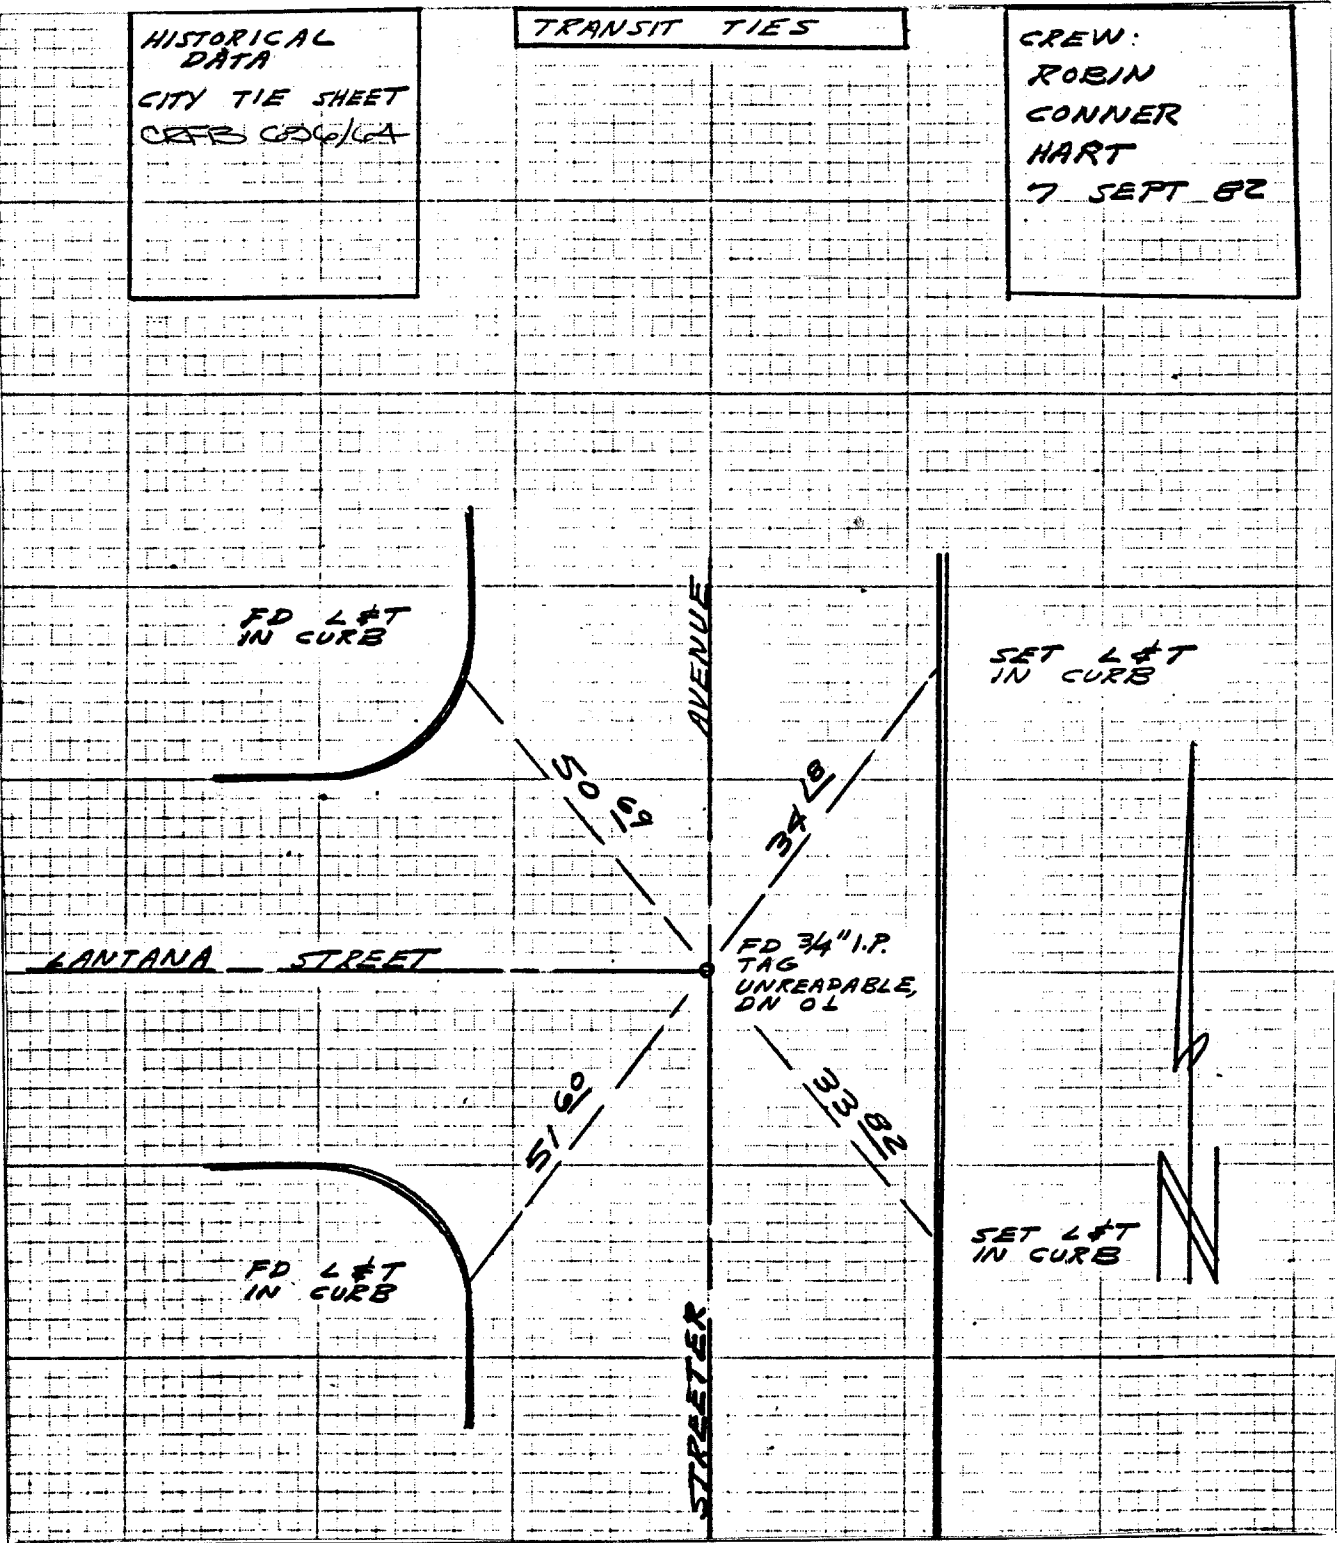 HISTORICAL
DATA
CITY TIE SHEET
TRANSIT TIES
CREW:
ROBIN
CONNER
HART
7 SEPT 82
FD L&T
IN CURB
AVENUE
SET L&T
IN CURB
50 69
34 18
LANTANA STREET
FD 3/4" I.P.
TAG
UNREADABLE,
DN 0.1
51 60
33 82
FD L&T
IN CURB
SET L&T
IN CURB
N
STREETER